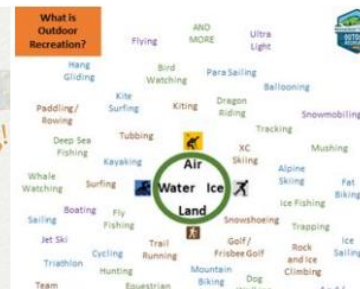 What is
Outdoor
Recreation?
AND
MORE
Flying
Ultra
Light
Hang
Gliding
Bird
Watching
Para Sailing
Ballooning
Kite
Surfing
Kiting
Dragon
Riding
Paddling/
Rowing
Snowmobiling
Tubbing
Tracking
Deep Sea
Fishing
XC
Skiing
Mushing
Kayaking
Air
Alpine
Skiing
Whale
Watching
Surfing
Water Ice
Fat
Ice Fishing
Land
Boating
Fly
Fishing
Snowshoeing
Sailing
Trapping
Jet Ski
Trail
Running
Golf/
Frisbee Golf
Rock
and Ice
Climbing
Ice
Cycling
Triathlon
Hunting
Mountain
Biking
Dog
Team
Equestrian